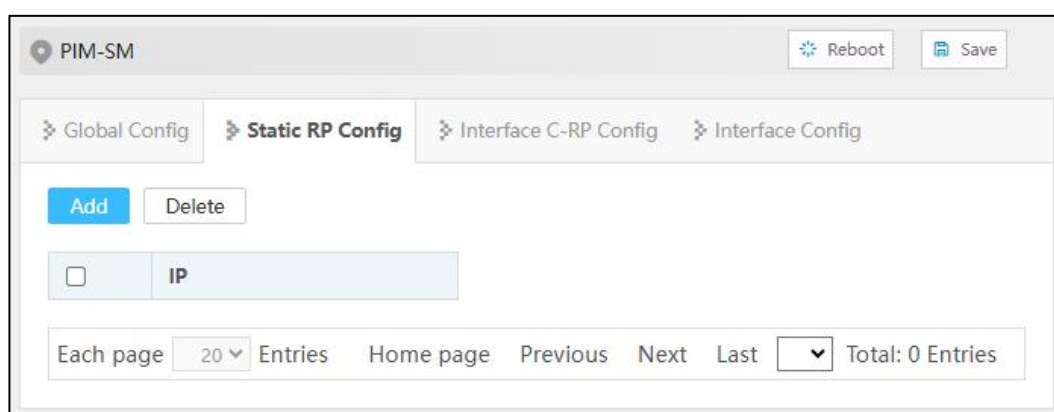 PIM-SM Reboot Save
Global Config Static RP Config Interface C-RP Config Interface Config
Add Delete
IP
Each page 20 Entries Home page Previous Next Last Total: 0 Entries